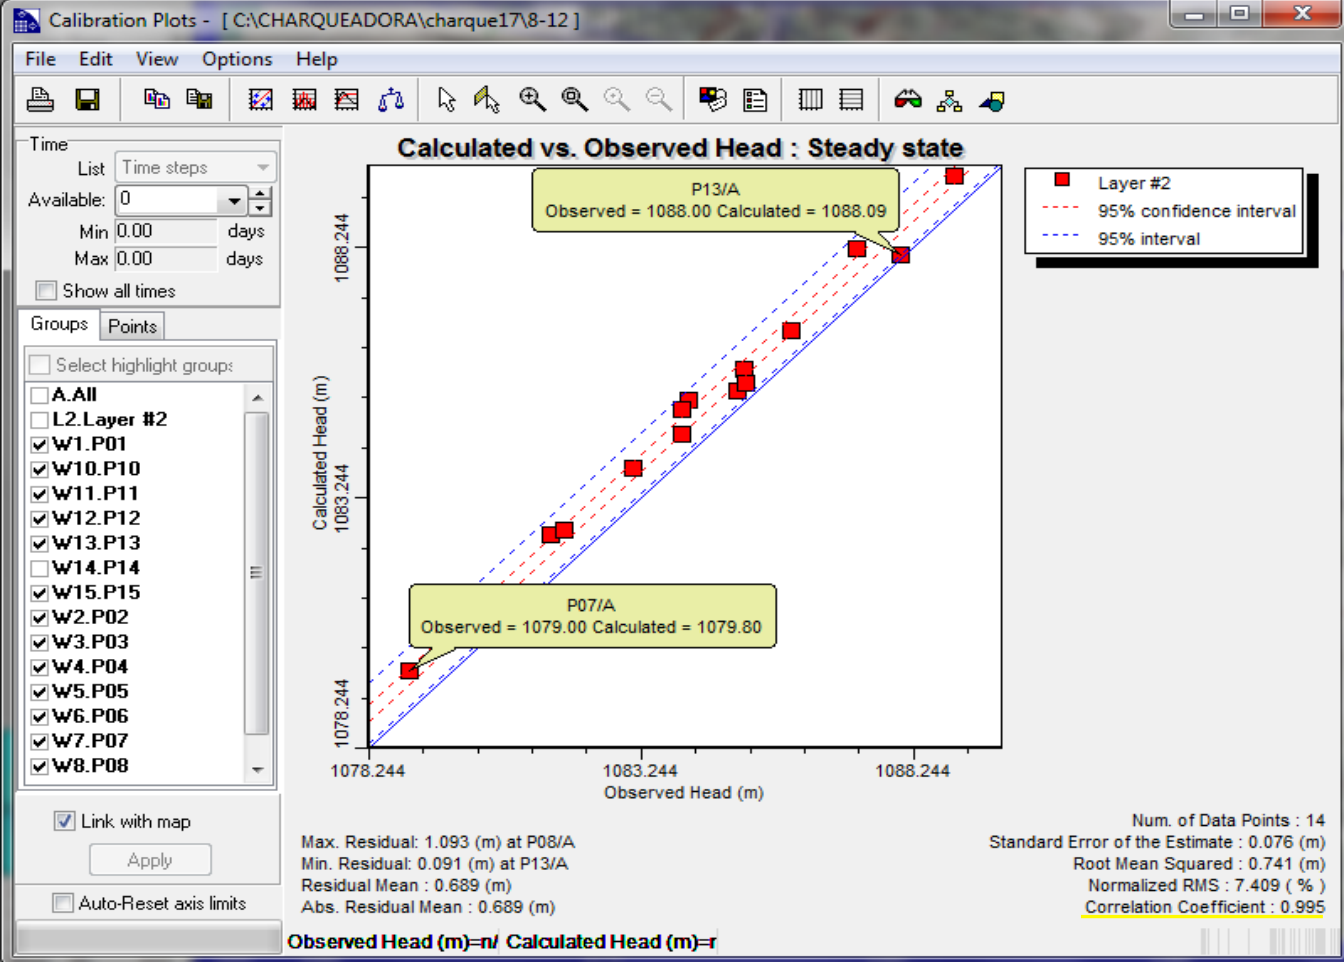 Calibration Plots - [ C:\CHARQUEADORA\charque17\8-12 ]
File Edit View Options Help
Time
List Time steps
Available: 0
Min 0.00 days
Max 0.00 days
Show all times
Groups Points
Select highlight groups
A.All
L2.Layer #2
W1.P01
W10.P10
W11.P11
W12.P12
W13.P13
W14.P14
W15.P15
W2.P02
W3.P03
W4.P04
W5.P05
W6.P06
W7.P07
W8.P08
Link with map
Apply
Auto-Reset axis limits
Calculated vs. Observed Head : Steady state
P13/A
Observed = 1088.00 Calculated = 1088.09
P07/A
Observed = 1079.00 Calculated = 1079.80
Calculated Head (m)
1088.244
1083.244
1078.244
1078.244 1083.244 1088.244
Observed Head (m)
Layer #2
95% confidence interval
95% interval
Max. Residual: 1.093 (m) at P08/A
Min. Residual: 0.091 (m) at P13/A
Residual Mean : 0.689 (m)
Abs. Residual Mean : 0.689 (m)
Num. of Data Points : 14
Standard Error of the Estimate : 0.076 (m)
Root Mean Squared : 0.741 (m)
Normalized RMS : 7.409 ( % )
Correlation Coefficient : 0.995
Observed Head (m)=n/ Calculated Head (m)=r